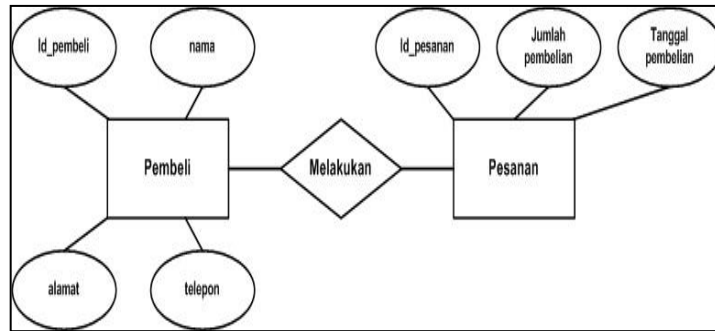 Id_pembeli
nama
Id_pesanan
Jumlah
pembelian
Tanggal
pembelian
Pembeli
Melakukan
Pesanan
alamat
telepon